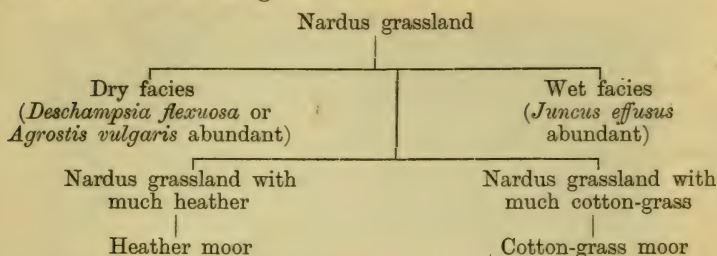 Nardus grassland
Dry facies
(Deschampsia flexuosa or
Agrostis vulgaris abundant)
Wet facies
(Juncus effusus
abundant)
Nardus grassland with
much heather
Nardus grassland with
much cotton-grass
Heather moor
Cotton-grass moor